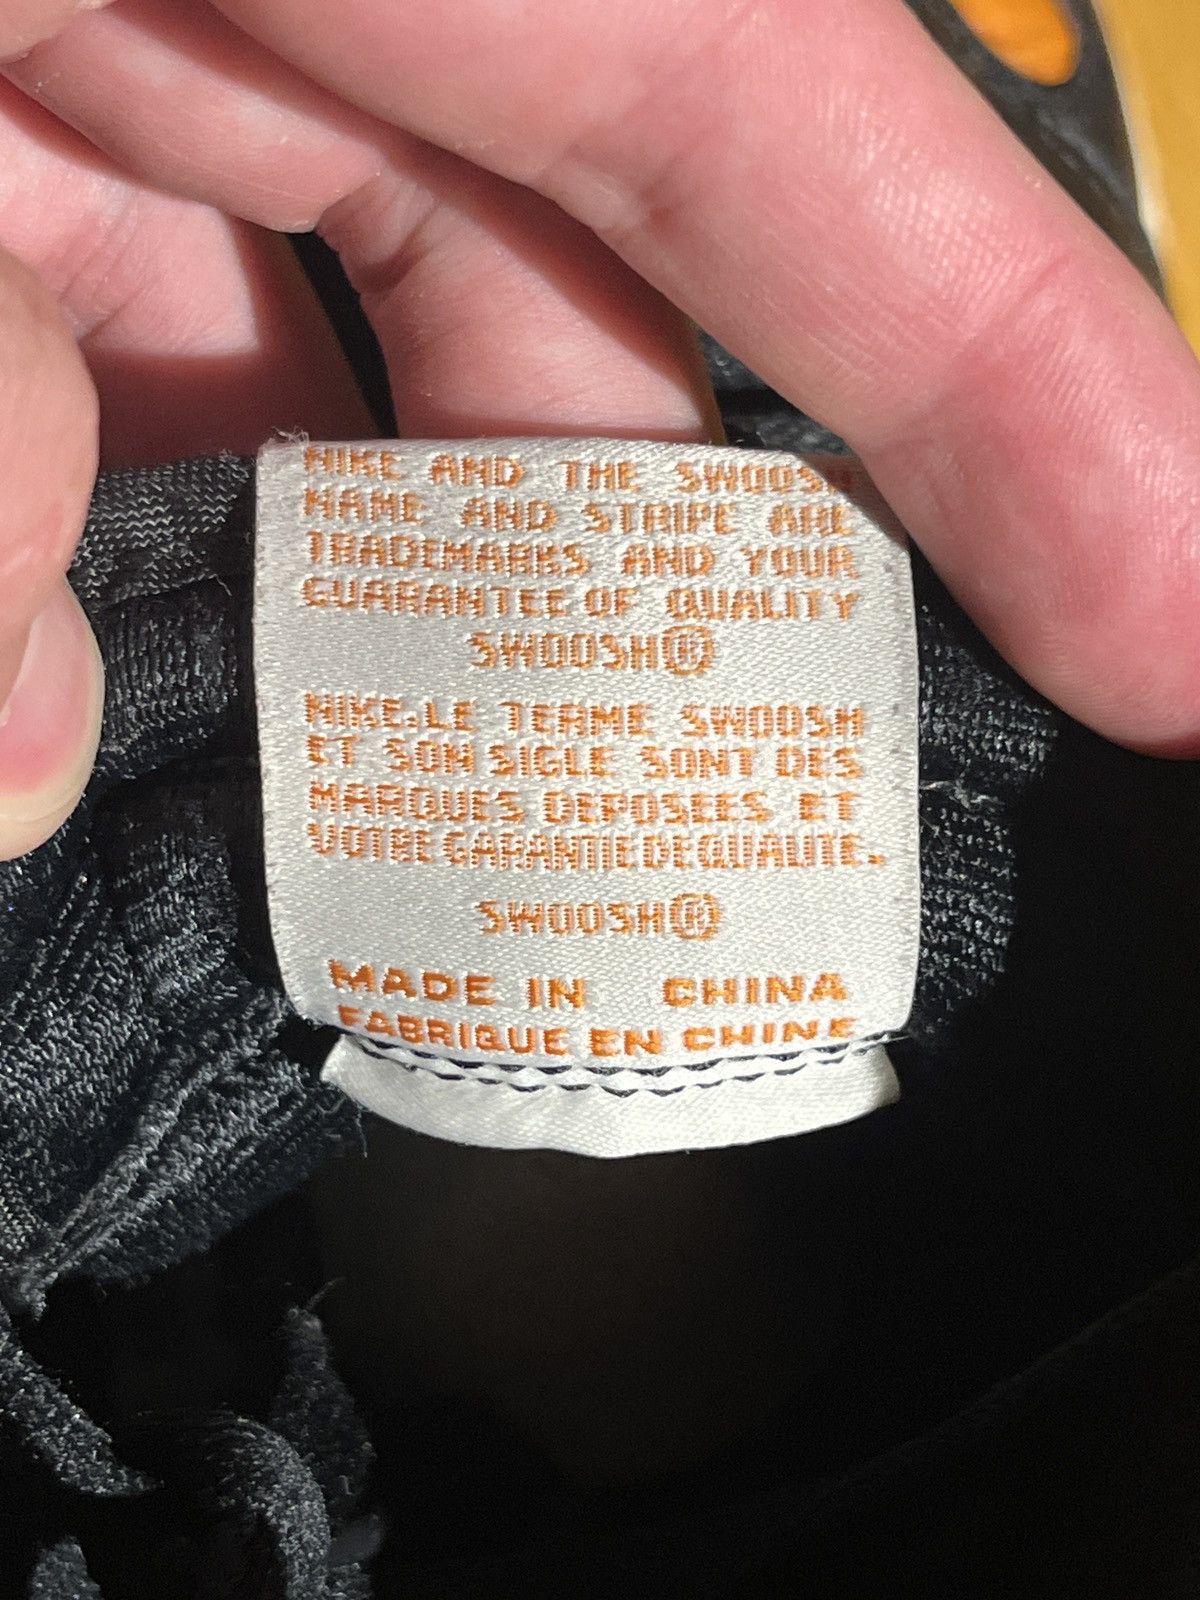 NIKE AND THE SWOOSH
NAME AND STRIPE ARE
TRADEMARKS AND YOUR
GUARANTEE OF QUALITY
SWOOSH®
NIKE.LE TERME SWOOSH
ET SON SIGLE SONT DES
MARQUES DEPOSEES ET
VOTRE GARANTIE DE QUALITE.
SWOOSH®
MADE IN CHINA
FABRIQUE EN CHINE